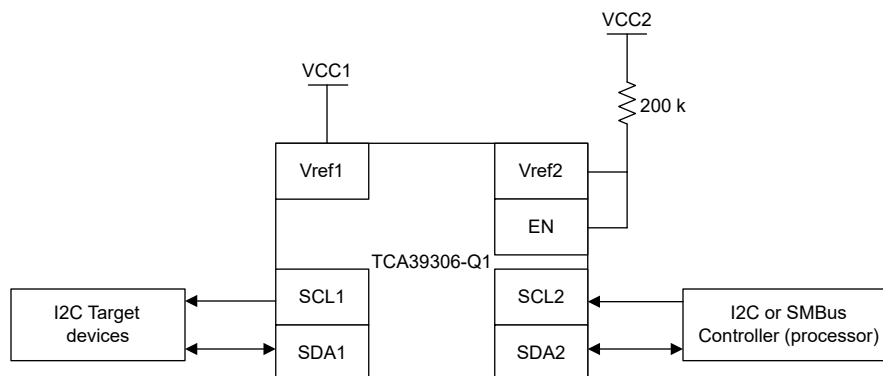 VCC2
VCC1
200 k
Vref1
Vref2
EN
TCA39306-Q1
I2C Target
devices
SCL1
SDA1
SCL2
SDA2
I2C or SMBus
Controller (processor)